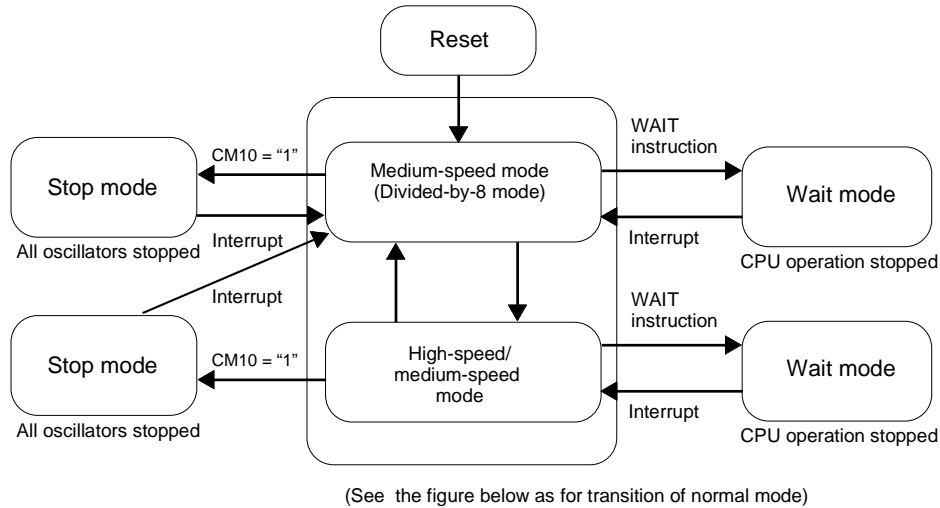 Reset
WAIT
instruction
CM10 = “1”
Medium-speed mode
(Divided-by-8 mode)
Stop mode
Wait mode
Interrupt
Interrupt
All oscillators stopped
CPU operation stopped
Interrupt
WAIT
instruction
CM10 = “1”
High-speed/
medium-speed
mode
Stop mode
Wait mode
Interrupt
All oscillators stopped
CPU operation stopped
(See the figure below as for transition of normal mode)